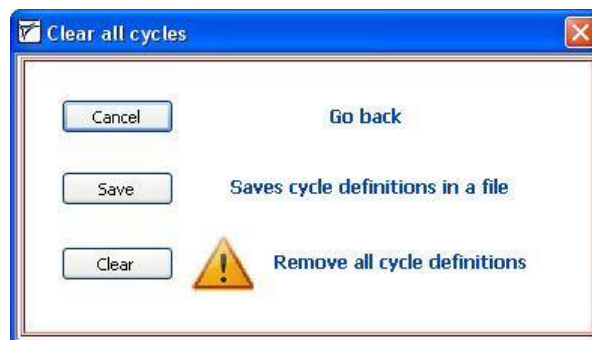 Clear all cycles
Cancel Go back
Save Saves cycle definitions in a file
Clear Remove all cycle definitions